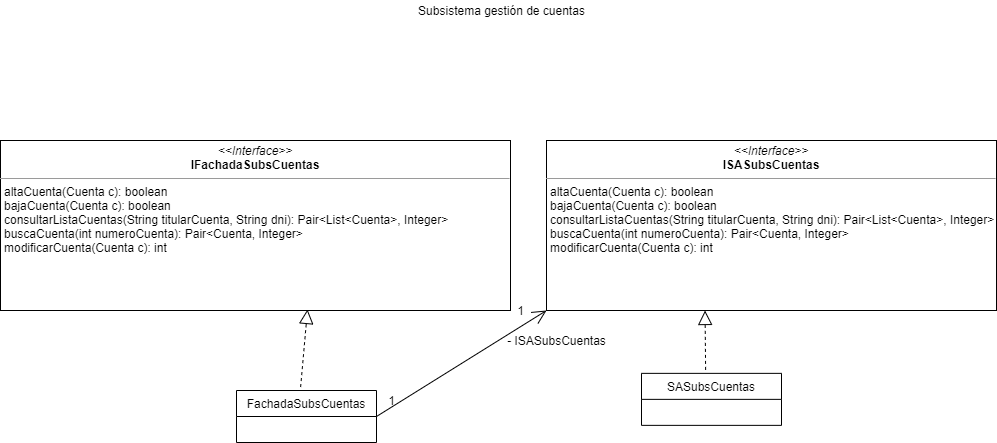 Subsistema gestión de cuentas
<<Interface>>
IFachadaSubsCuentas
altaCuenta(Cuenta c): boolean
bajaCuenta(Cuenta c): boolean
consultarListaCuentas(String titularCuenta, String dni): Pair<List<Cuenta>, Integer>
buscaCuenta(int numeroCuenta): Pair<Cuenta, Integer>
modificarCuenta(Cuenta c): int
<<Interface>>
ISASubsCuentas
altaCuenta(Cuenta c): boolean
bajaCuenta(Cuenta c): boolean
consultarListaCuentas(String titularCuenta, String dni): Pair<List<Cuenta>, Integer>
buscaCuenta(int numeroCuenta): Pair<Cuenta, Integer>
modificarCuenta(Cuenta c): int
1
- ISASubsCuentas
1
FachadaSubsCuentas
SASubsCuentas